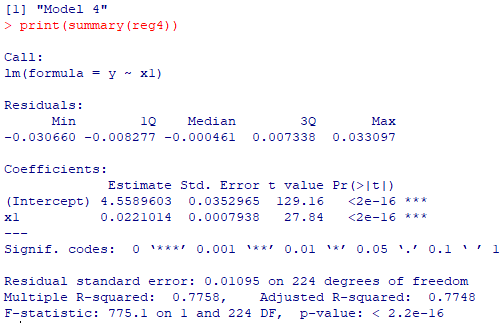 [1] "Model 4"
> print(summary(reg4))
Call:
lm(formula = y ~ x1)
Residuals:
Min 1Q Median 3Q Max
-0.030660 -0.008277 -0.000461 0.007338 0.033097
Coefficients:
Estimate Std. Error t value Pr(>|t|)
(Intercept) 4.5589603 0.0352965 129.16 <2e-16 ***
x1 0.0221014 0.0007938 27.84 <2e-16 ***
---
Signif. codes: 0 ‘***’ 0.001 ‘**’ 0.01 ‘*’ 0.05 ‘.’ 0.1 ‘ ’ 1
Residual standard error: 0.01095 on 224 degrees of freedom
Multiple R-squared: 0.7758, Adjusted R-squared: 0.7748
F-statistic: 775.1 on 1 and 224 DF, p-value: < 2.2e-16